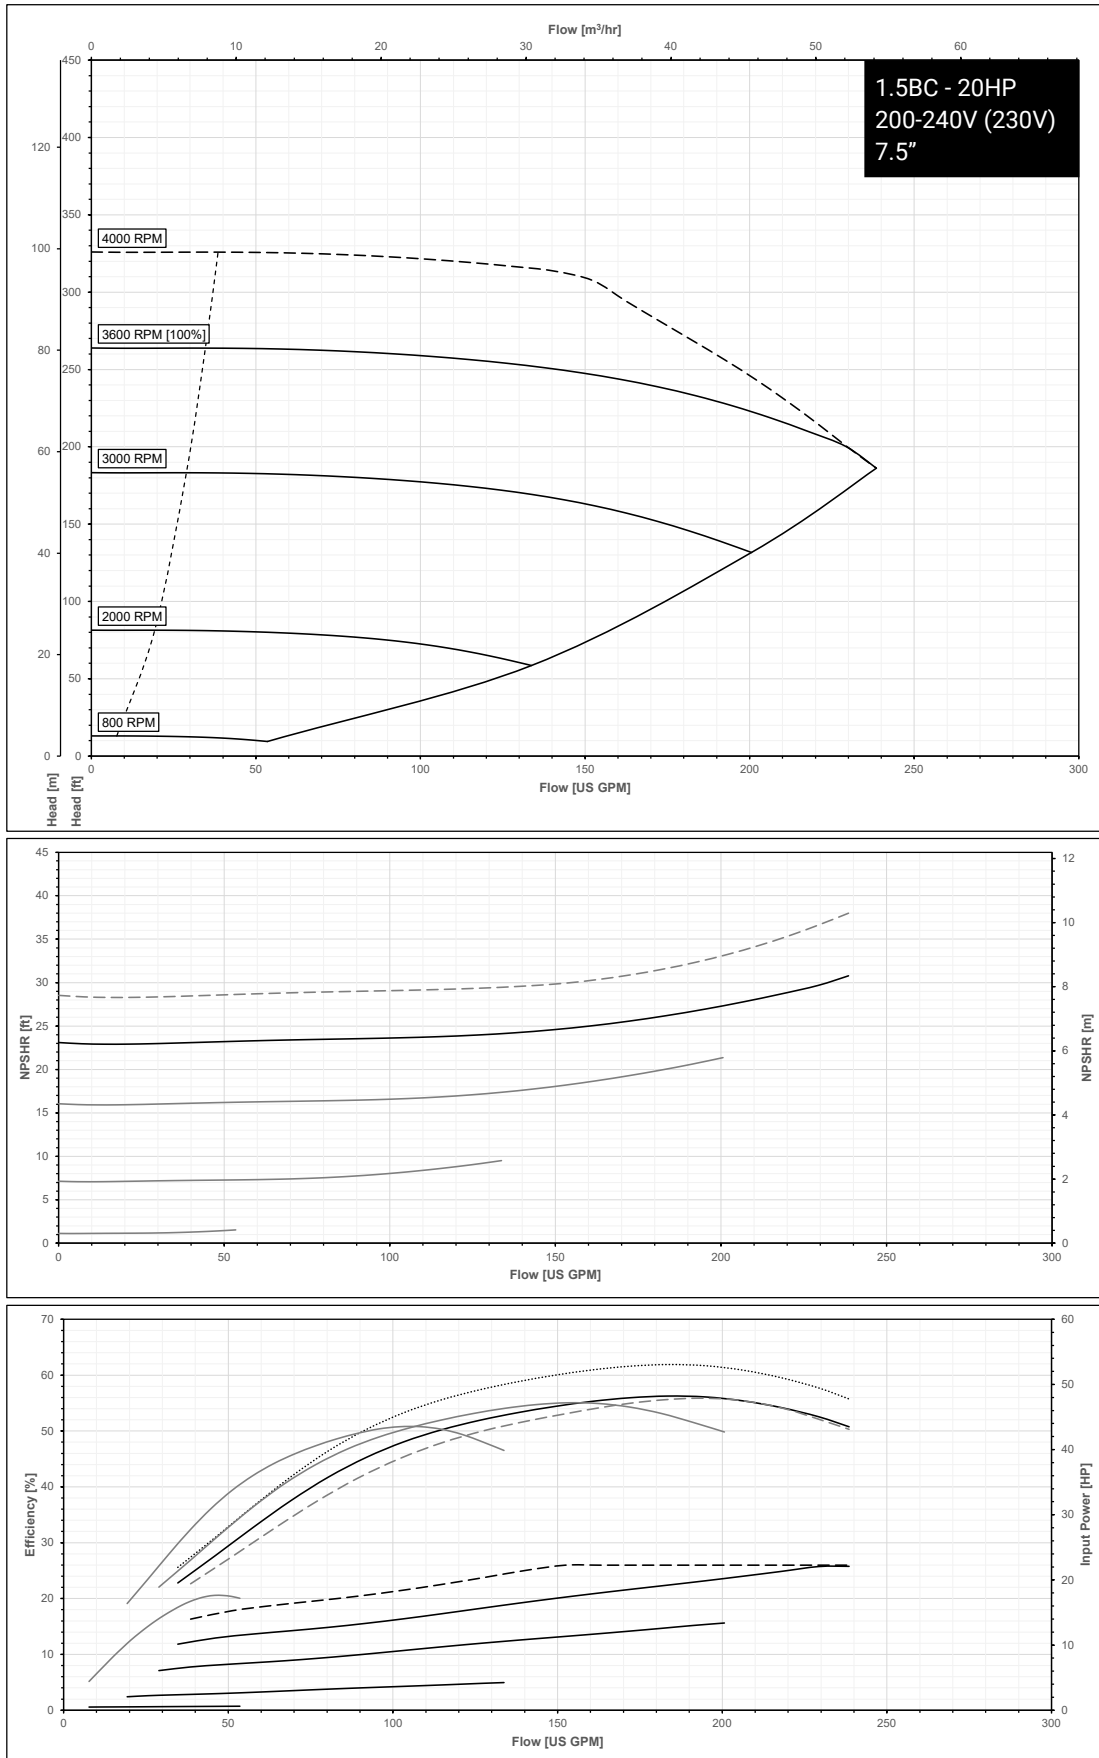 Flow [m³/hr]
0 10 20 30 40 50 60
1.5BC - 20HP
200-240V (230V)
7.5”
450
400
350
300
250
200
150
100
50
0
120
100
80
60
40
20
0
4000 RPM
3600 RPM [100%]
3000 RPM
2000 RPM
800 RPM
0 50 100 150 200 250 300
Flow [US GPM]
Head [m]
Head [ft]
45
40
35
30
25
20
15
10
5
0
NPSHR [ft]
12
10
8
6
4
2
0
NPSHR [m]
0 50 100 150 200 250 300
Flow [US GPM]
70
60
50
40
30
20
10
0
Efficiency [%]
60
50
40
30
20
10
0
Input Power [HP]
0 50 100 150 200 250 300
Flow [US GPM]